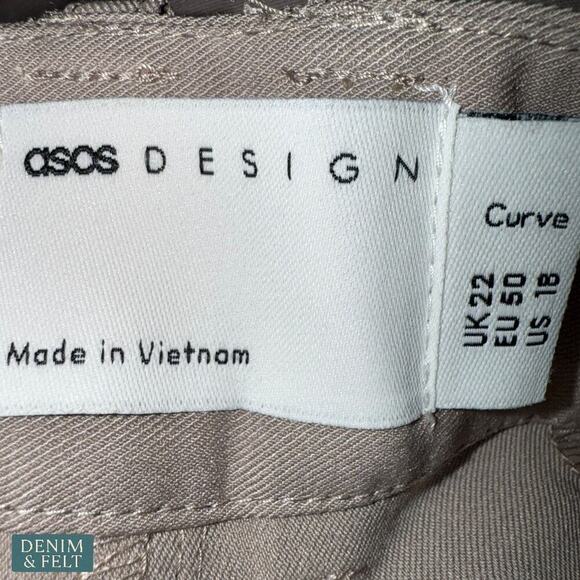 asos DESIGN
Made in Vietnam
Curve
UK 22
EU 50
US 18
DENIM
& FELT